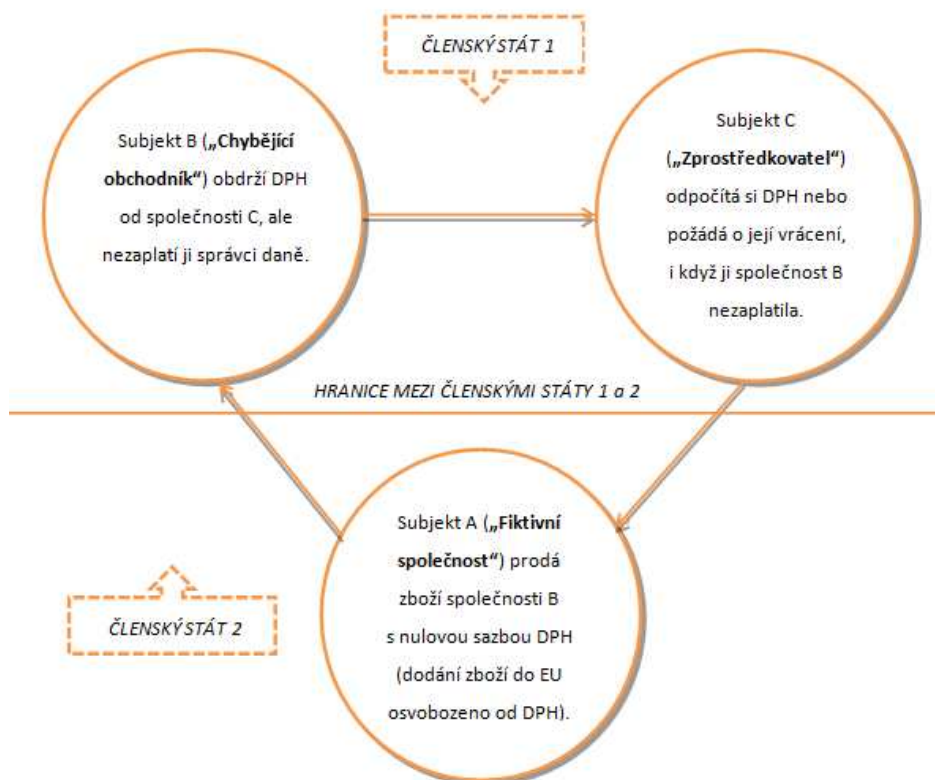 ČLENSKÝ STÁT 1
Subjekt B („Chybějící
obchodník“) obdrží DPH
od společnosti C, ale
nezaplatí ji správci daně.
Subjekt C
(„Zprostředkovatel“)
odpočítá si DPH nebo
požádá o její vrácení,
i když ji společnost B
nezaplatila.
HRANICE MEZI ČLENSKÝMI STÁTY 1 a 2
Subjekt A („Fiktivní
společnost“) prodá
zboží společnosti B
s nulovou sazbou DPH
(dodání zboží do EU
osvobozeno od DPH).
ČLENSKÝ STÁT 2